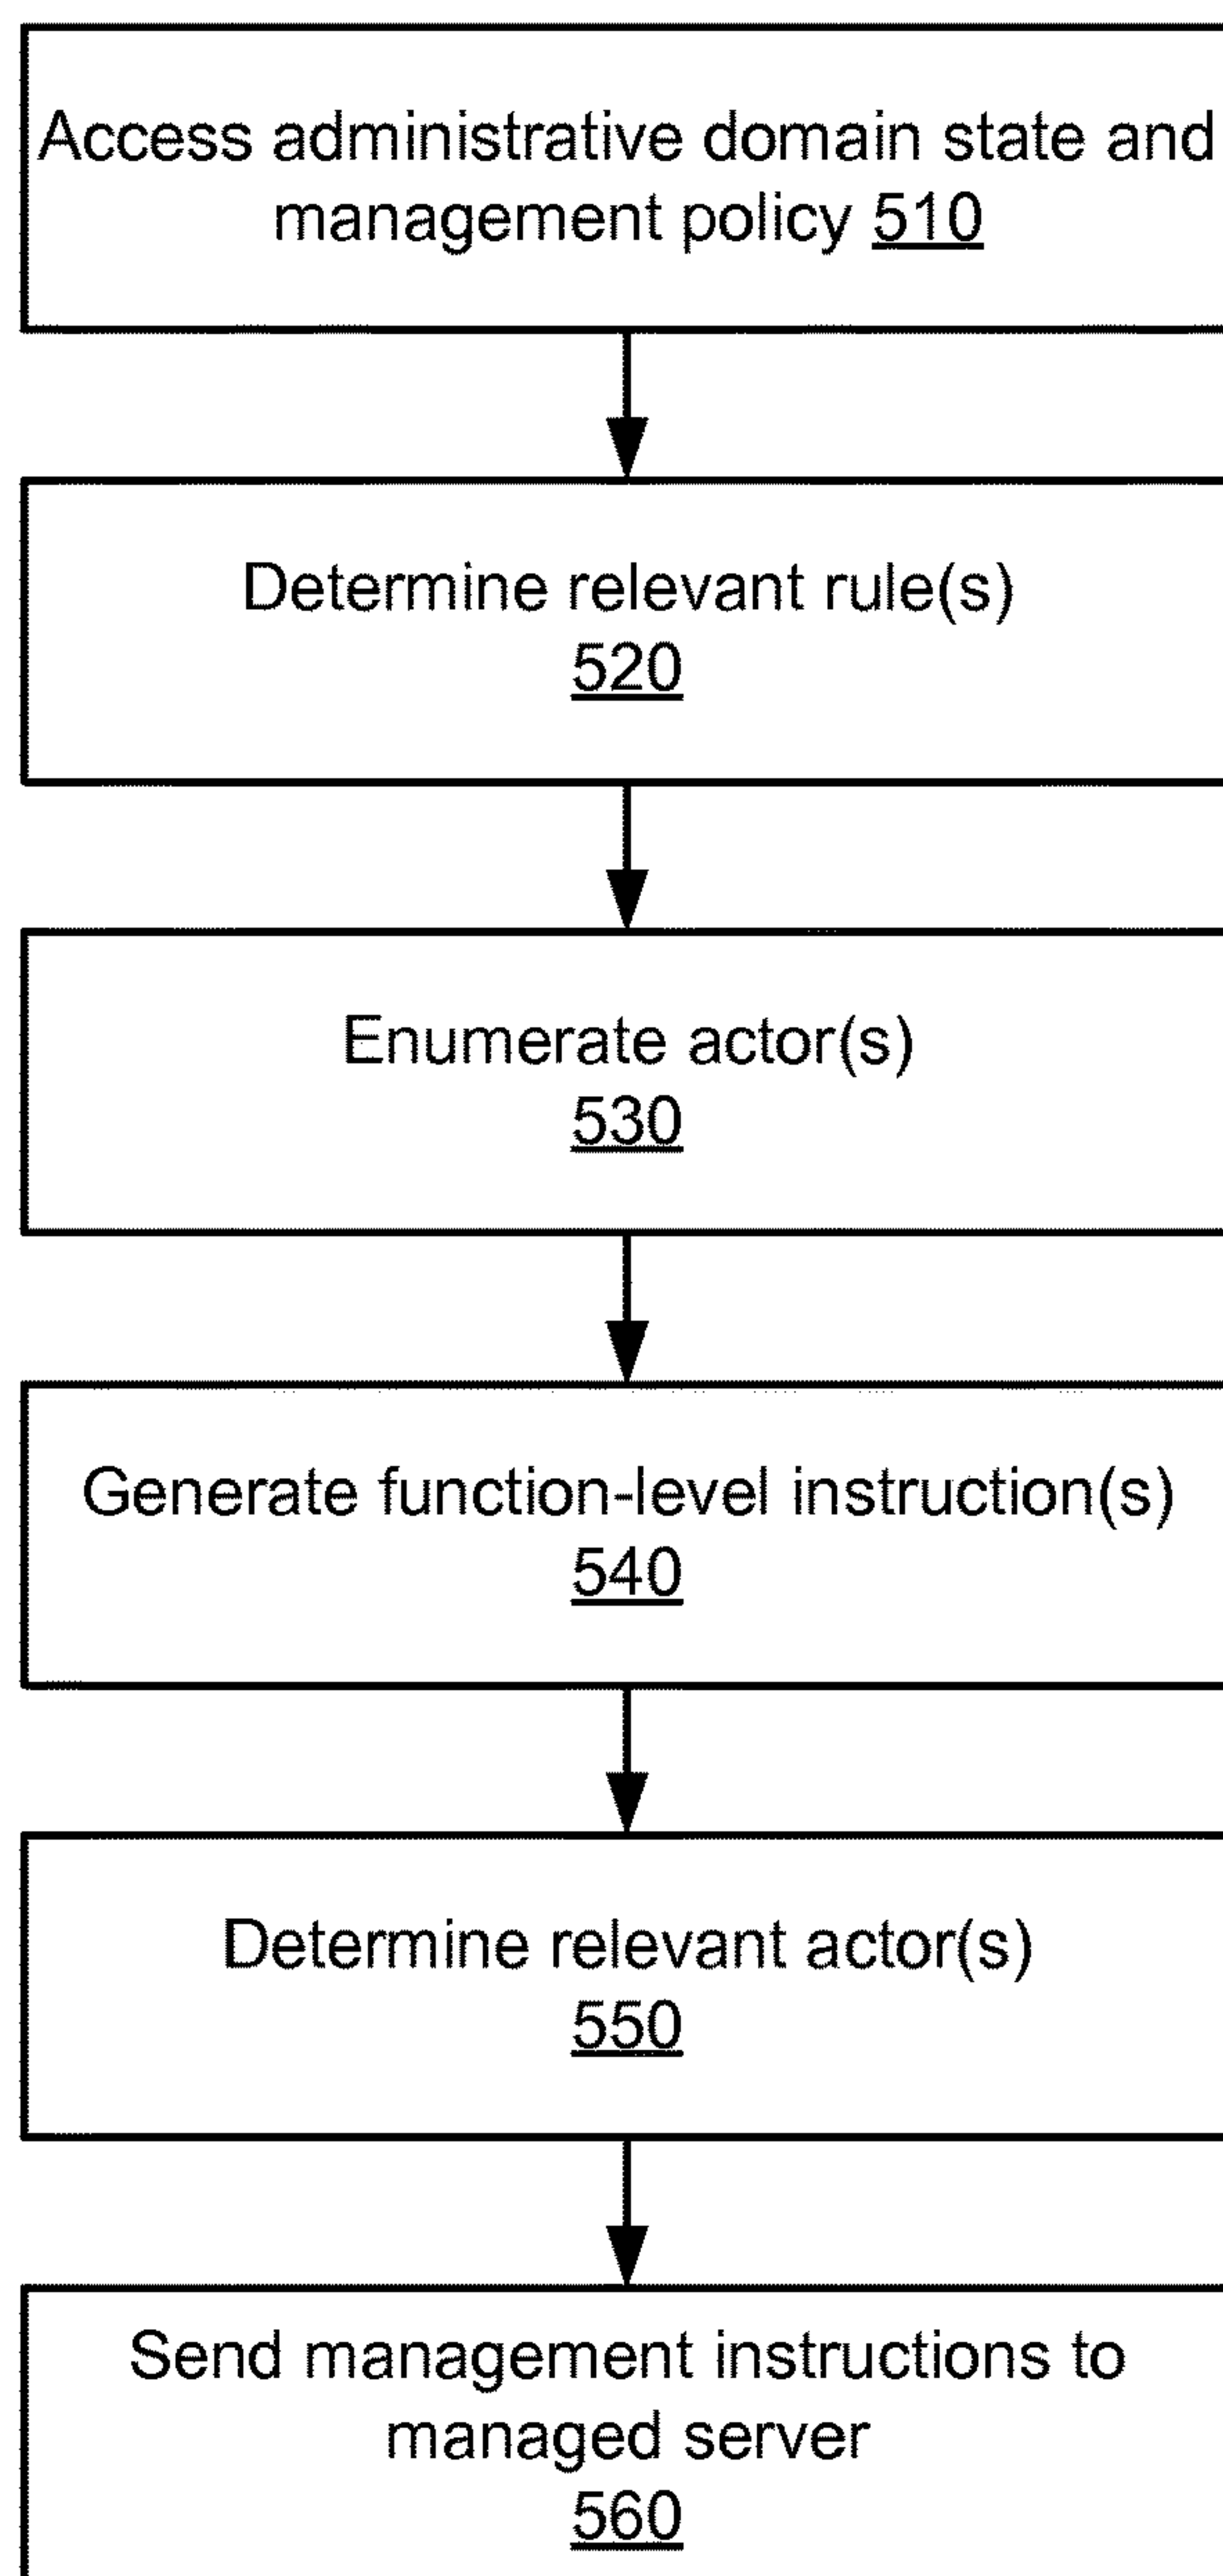 Access administrative domain state and
management policy 510
Determine relevant rule(s)
520
Enumerate actor(s)
530
Generate function-level instruction(s)
540
Determine relevant actor(s)
550
Send management instructions to
managed server
560